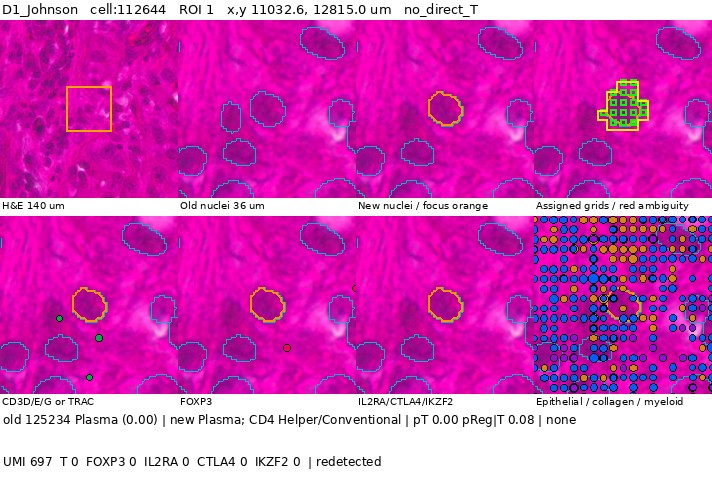 D1_Johnson cell:112644 ROI 1 x,y 11032.6, 12815.0 um no_direct_T
H&E 140 um
Old nuclei 36 um
New nuclei / focus orange
Assigned grids / red ambiguity
CD3D/E/G or TRAC
FOXP3
IL2RA/CTLA4/IKZF2
Epithelial / collagen / myeloid
old 125234 Plasma (0.00) | new Plasma; CD4 Helper/Conventional | pT 0.00 pReg|T 0.08 | none
UMI 697 T 0 FOXP3 0 IL2RA 0 CTLA4 0 IKZF2 0 | redetected